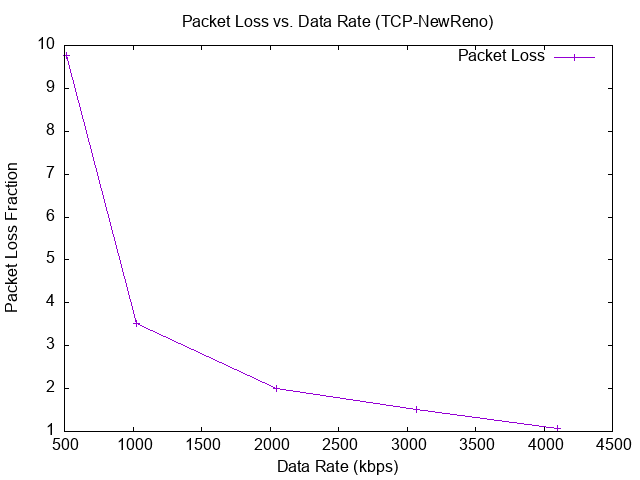 Packet Loss vs. Data Rate (TCP-NewReno)
Packet Loss
10
9
8
7
6
5
4
3
2
1
Packet Loss Fraction
500 1000 1500 2000 2500 3000 3500 4000 4500
Data Rate (kbps)